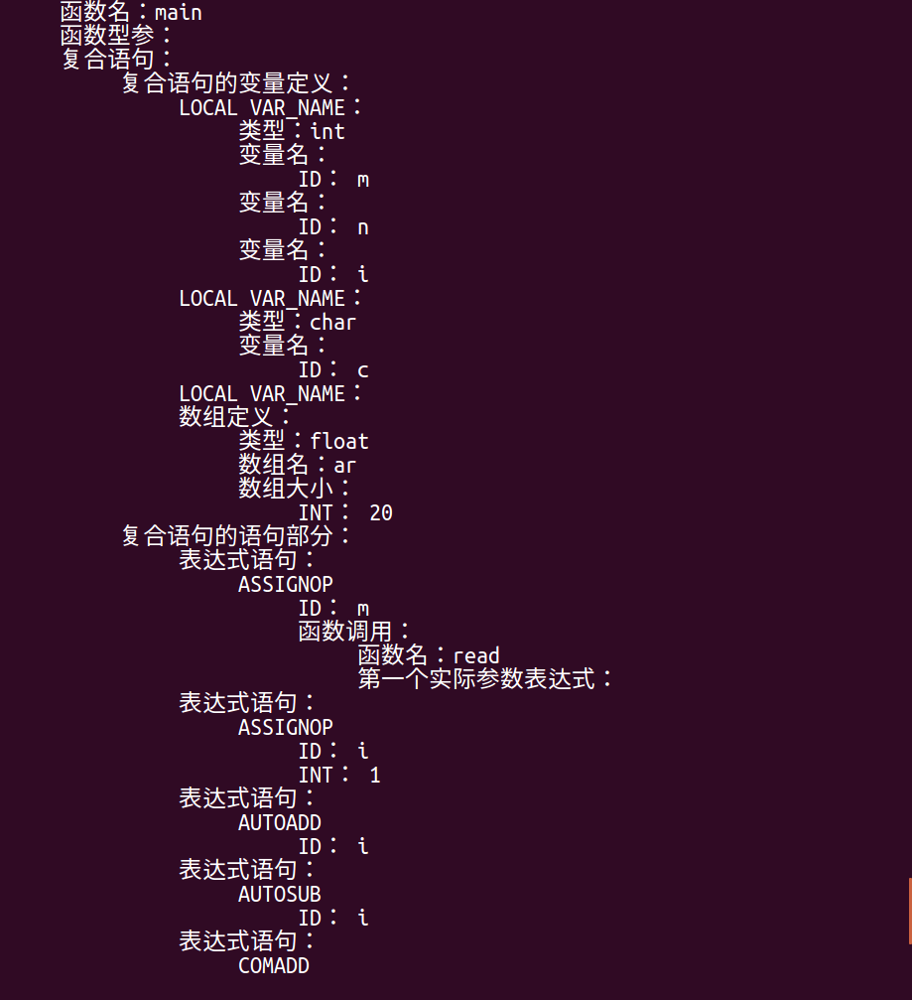 函数名：main
函数型参：
复合语句：
复合语句的变量定义：
LOCAL VAR_NAME：
类型：int
变量名：
ID： m
变量名：
ID： n
变量名：
ID： i
LOCAL VAR_NAME：
类型：char
变量名：
ID： c
LOCAL VAR_NAME：
数组定义：
类型：float
数组名：ar
数组大小：
INT： 20
复合语句的语句部分：
表达式语句：
ASSIGNOP
ID： m
函数调用：
函数名：read
第一个实际参数表达式：
表达式语句：
ASSIGNOP
ID： i
INT： 1
表达式语句：
AUTOADD
ID： i
表达式语句：
AUTOSUB
ID： i
表达式语句：
COMADD